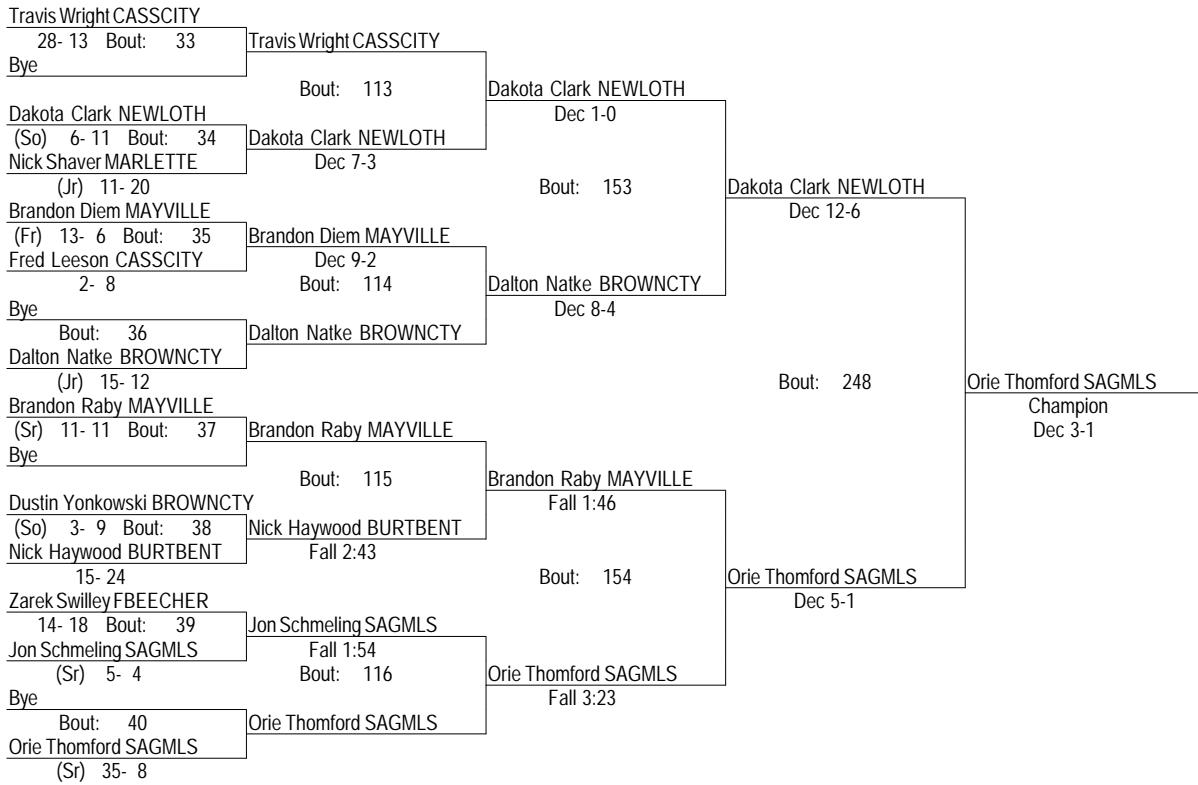 Travis Wright CASSCITY
28- 13 Bout: 33
Travis Wright CASSCITY
Bye
Bout: 113
Dakota Clark NEWLOTH
Dec 1-0
Dakota Clark NEWLOTH
(So) 6- 11 Bout: 34
Dakota Clark NEWLOTH
Nick Shaver MARLETTE
Dec 7-3
(Jr) 11- 20
Bout: 153
Dakota Clark NEWLOTH
Dec 12-6
Brandon Diem MAYVILLE
(Fr) 13- 6 Bout: 35
Brandon Diem MAYVILLE
Fred Leeson CASSCITY
Dec 9-2
2- 8
Bout: 114
Dalton Natke BROWNCTY
Dec 8-4
Bye
Bout: 36
Dalton Natke BROWNCTY
Dalton Natke BROWNCTY
(Jr) 15- 12
Bout: 248
Orie Thomford SAGMLS
Champion
Dec 3-1
Brandon Raby MAYVILLE
(Sr) 11- 11 Bout: 37
Brandon Raby MAYVILLE
Bye
Bout: 115
Brandon Raby MAYVILLE
Fall 1:46
Dustin Yonkowski BROWNCTY
(So) 3- 9 Bout: 38
Nick Haywood BURTBENT
Nick Haywood BURTBENT
Fall 2:43
15- 24
Bout: 154
Orie Thomford SAGMLS
Dec 5-1
Zarek Swilley FBEECHER
14- 18 Bout: 39
Jon Schmeling SAGMLS
Jon Schmeling SAGMLS
Fall 1:54
(Sr) 5- 4
Bout: 116
Orie Thomford SAGMLS
Fall 3:23
Bye
Bout: 40
Orie Thomford SAGMLS
Orie Thomford SAGMLS
(Sr) 35- 8